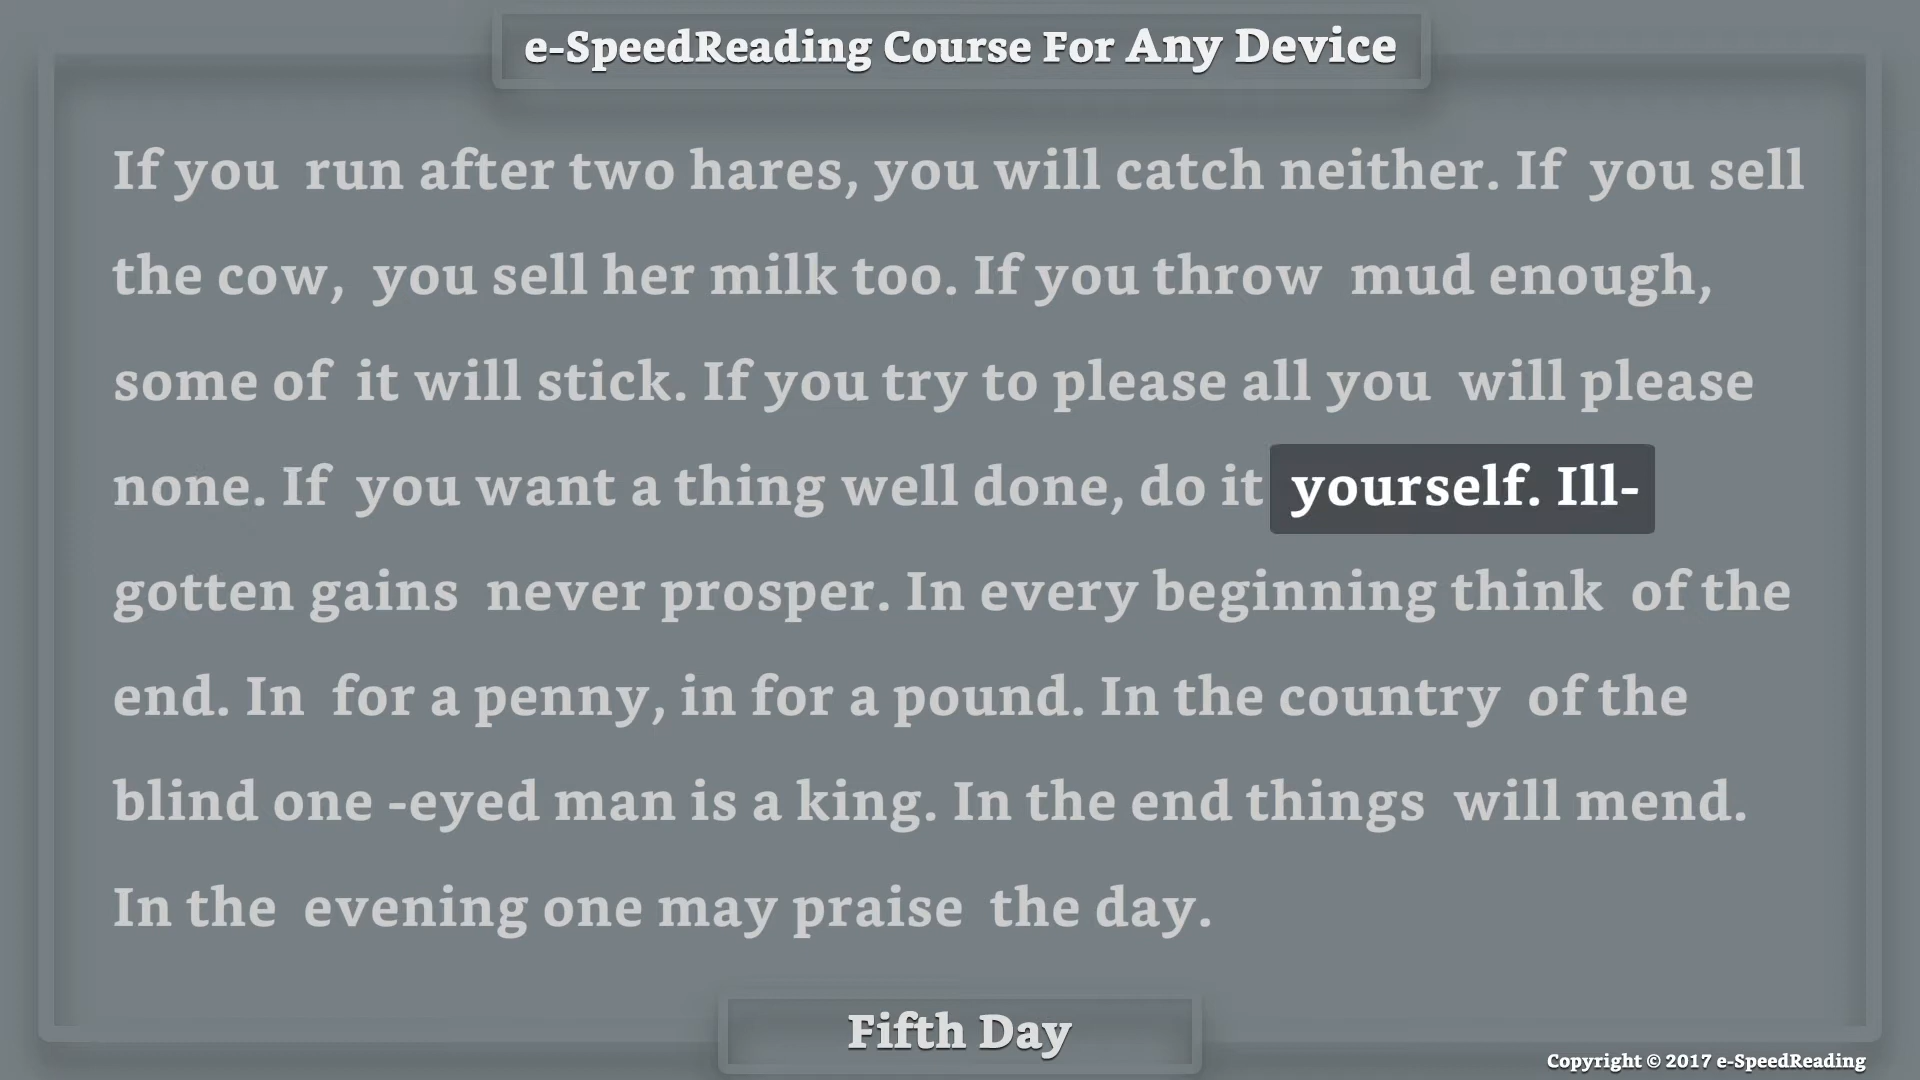 e-SpeedReading Course For Any Device
If you run after two hares, you will catch neither. If you sell
the cow, you sell her milk too. If you throw mud enough,
some of it will stick. If you try to please all you will please
none. If you want a thing well done, do it yourself. Ill-
gotten gains never prosper. In every beginning think of the
end. In for a penny, in for a pound. In the country of the
blind one -eyed man is a king. In the end things will mend.
In the evening one may praise the day.
Fifth Day
Copyright © 2017 e-SpeedReading